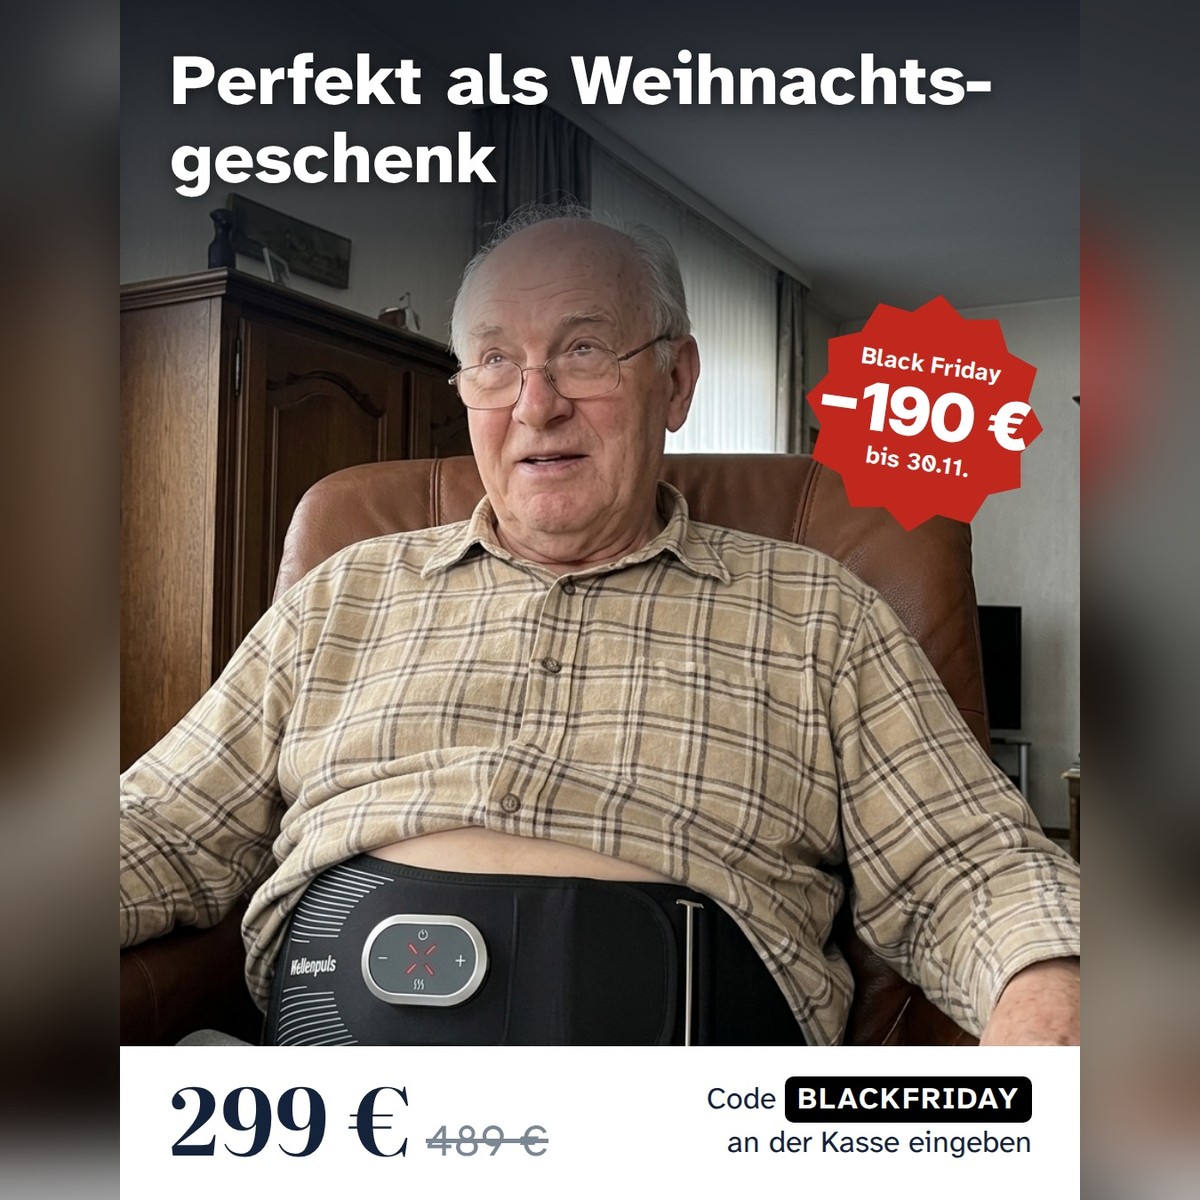 Perfekt als Weihnachts-
geschenk
Black Friday
–190 €
bis 30.11.
Wellenpuls
299 € 489 €
Code BLACKFRIDAY
an der Kasse eingeben